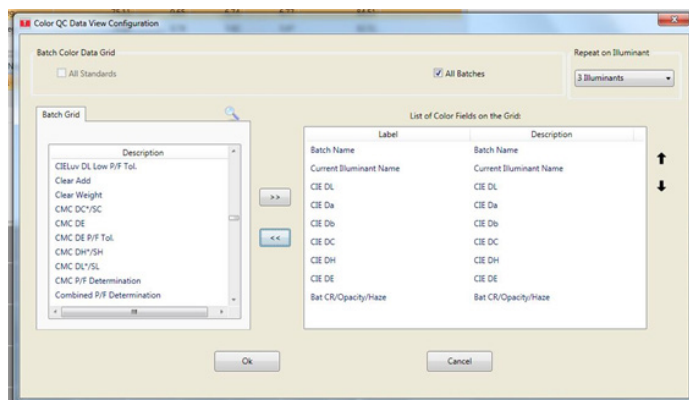 Color QC Data View Configuration
Batch Color Data Grid
All Standards
All Batches
Repeat on Illuminant
3 Illuminants
Batch Grid
Description
CIELuv DL Low P/F Tol.
Clear Add
Clear Weight
CMC DC*/SC
CMC DE
CMC DE P/F Tol.
CMC DH*/SH
CMC DL*/SL
CMC P/F Determination
Combined P/F Determination
>>
<<
List of Color Fields on the Grid:
Label Description
Batch Name Batch Name
Current Illuminant Name Current Illuminant Name
CIE DL CIE DL
CIE Da CIE Da
CIE Db CIE Db
CIE DC CIE DC
CIE DH CIE DH
CIE DE CIE DE
Bat CR/Opacity/Haze Bat CR/Opacity/Haze
Ok Cancel